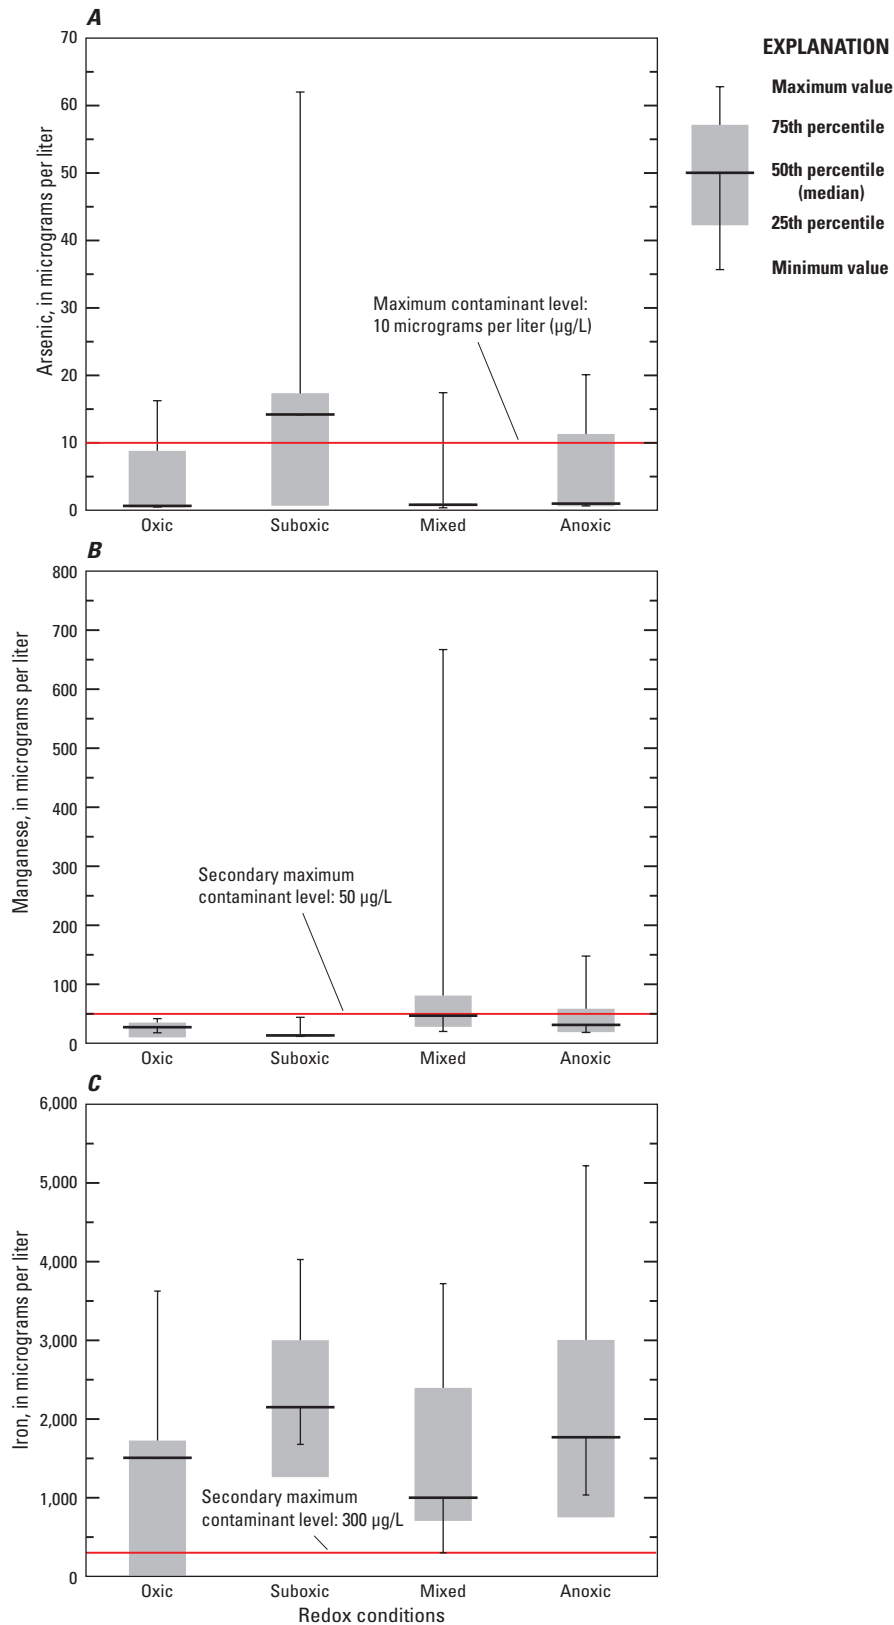 A
70
60
50
40
30
20
10
0
Arsenic, in micrograms per liter
Maximum contaminant level:
10 micrograms per liter (µg/L)
Oxic Suboxic Mixed Anoxic
EXPLANATION
Maximum value
75th percentile
50th percentile
(median)
25th percentile
Minimum value
B
800
700
600
500
400
300
200
100
0
Manganese, in micrograms per liter
Secondary maximum
contaminant level: 50 µg/L
Oxic Suboxic Mixed Anoxic
C
6,000
5,000
4,000
3,000
2,000
1,000
0
Iron, in micrograms per liter
Secondary maximum
contaminant level: 300 µg/L
Oxic Suboxic Mixed Anoxic
Redox conditions